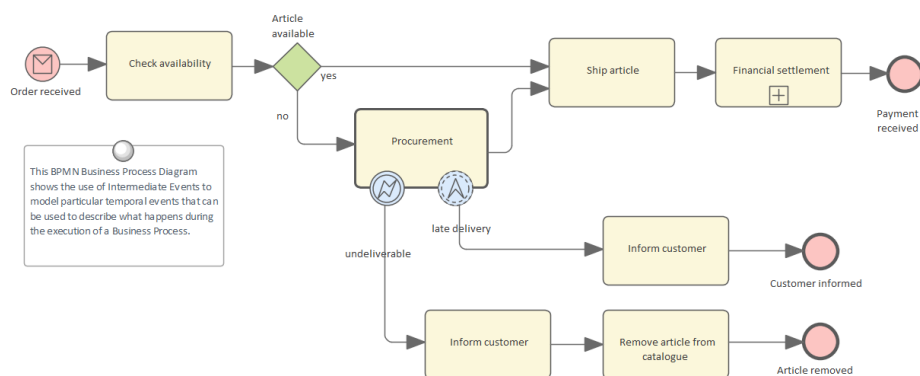 Article
available
Order received
Check availability
yes
no
Ship article
Financial settlement
Payment
received
Procurement
This BPMN Business Process Diagram
shows the use of Intermediate Events to
model particular temporal events that can
be used to describe what happens during
the execution of a Business Process.
undeliverable
late delivery
Inform customer
Customer informed
Inform customer
Remove article from
catalogue
Article removed